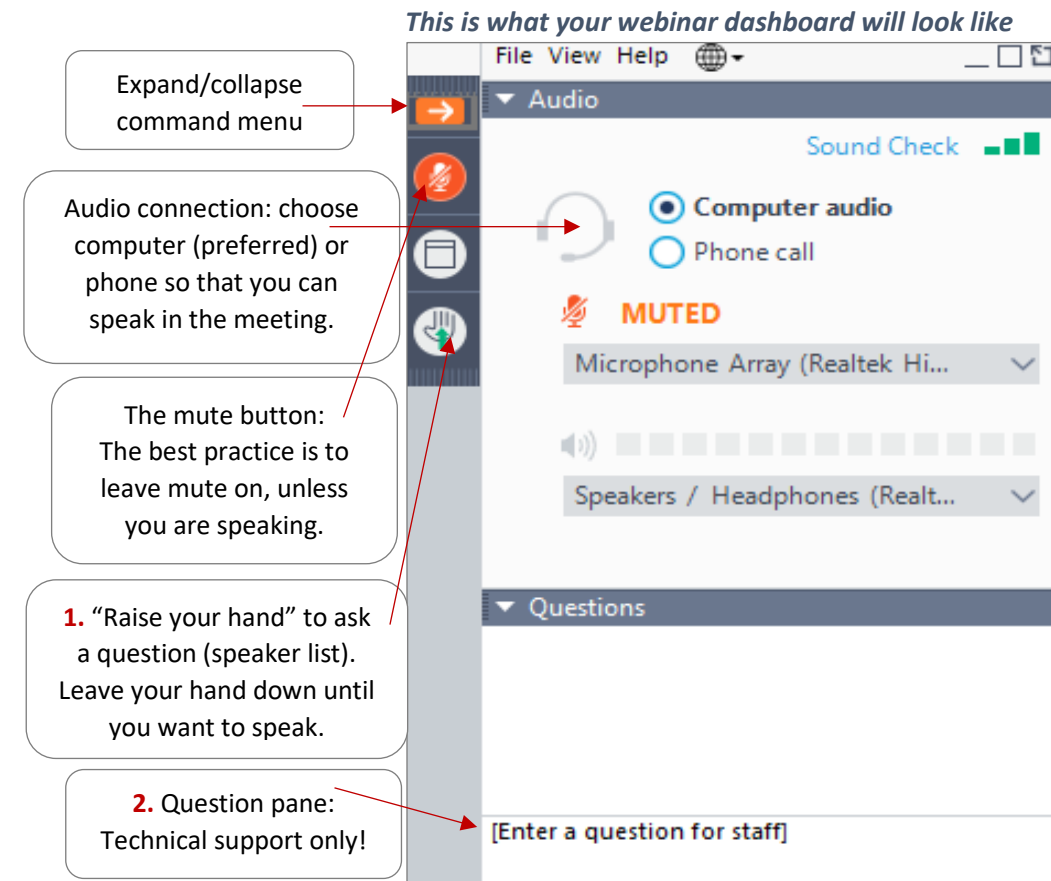 This is what your webinar dashboard will look like
Expand/collapse
command menu
Audio connection: choose
computer (preferred) or
phone so that you can
speak in the meeting.
The mute button:
The best practice is to
leave mute on, unless
you are speaking.
1. “Raise your hand” to ask
a question (speaker list).
Leave your hand down until
you want to speak.
2. Question pane:
Technical support only!
File View Help
Audio
Sound Check
Computer audio
Phone call
MUTED
Microphone Array (Realtek Hi...
Speakers / Headphones (Realt...
Questions
[Enter a question for staff]